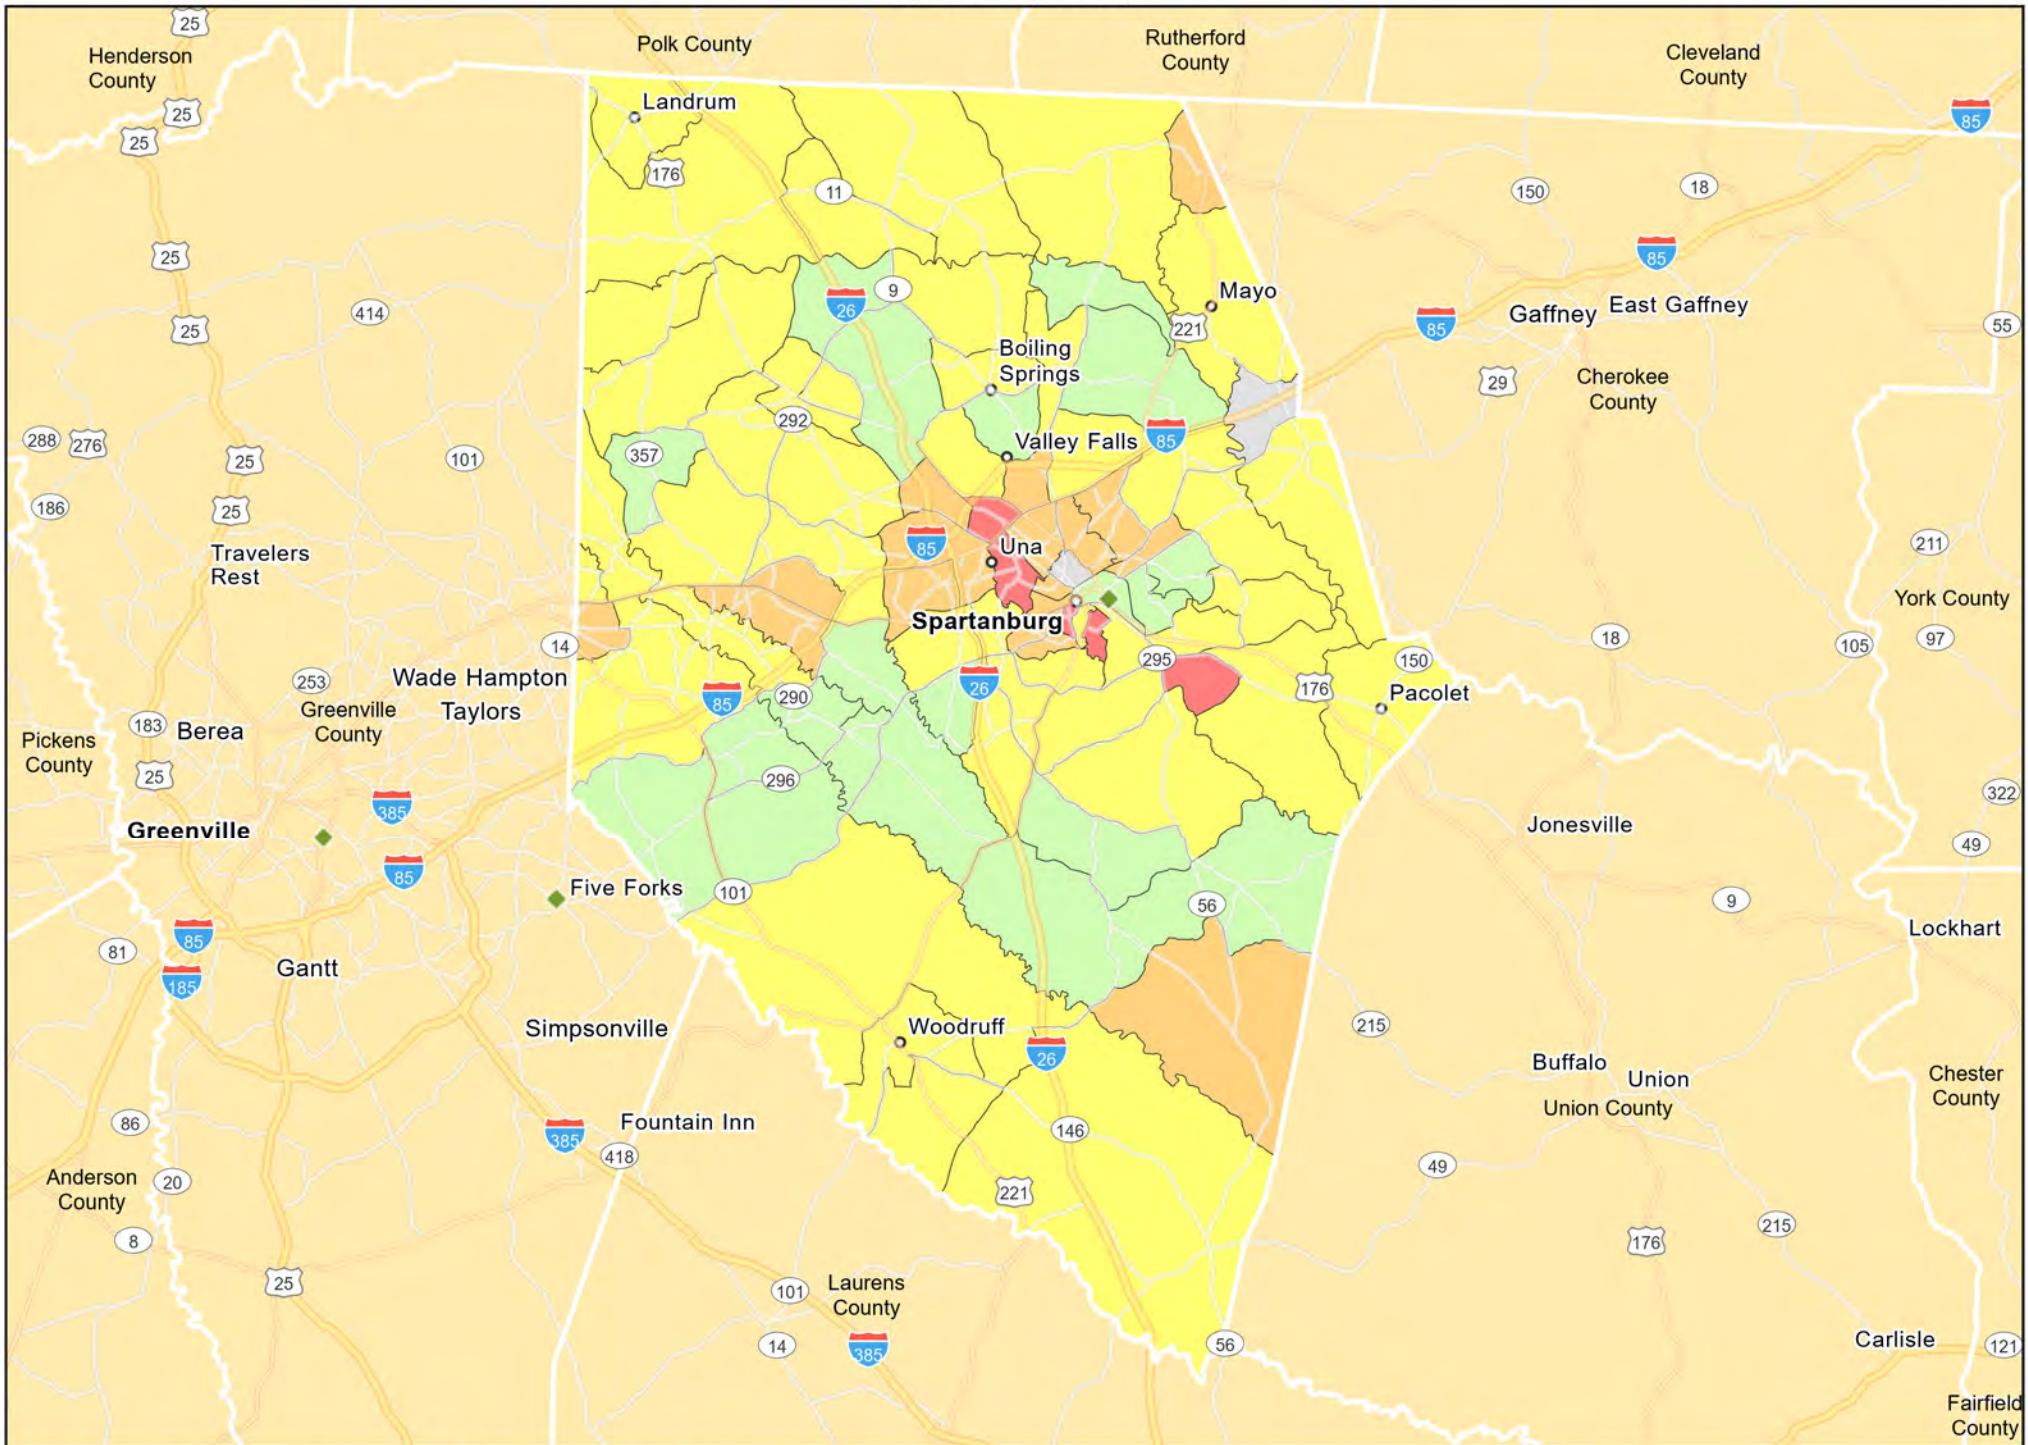 25
Henderson
County
Polk County
Rutherford
County
Cleveland
County
25
25
Landrum
85
176
11
150
18
25
85
9
26
Mayo
414
25
221
85
Gaffney
East Gaffney
55
Boiling
Springs
29
Cherokee
County
292
288
276
25
101
357
Valley Falls
85
186
25
Travelers
Rest
85
Una
211
Spartanburg
York County
14
295
18
105
97
150
253
Wade Hampton
Taylors
85
290
26
176
Pacolet
183
Berea
Greenville
County
Pickens
County
25
296
385
322
Greenville
Jonesville
49
85
Five Forks
101
56
9
Lockhart
85
81
185
Gantt
Simpsonville
Woodruff
26
215
Buffalo
Union
Union County
Chester
County
86
385
Fountain Inn
418
146
49
Anderson
County
20
221
8
215
176
25
Laurens
County
101
14
385
56
Carlisle
121
Fairfield
County